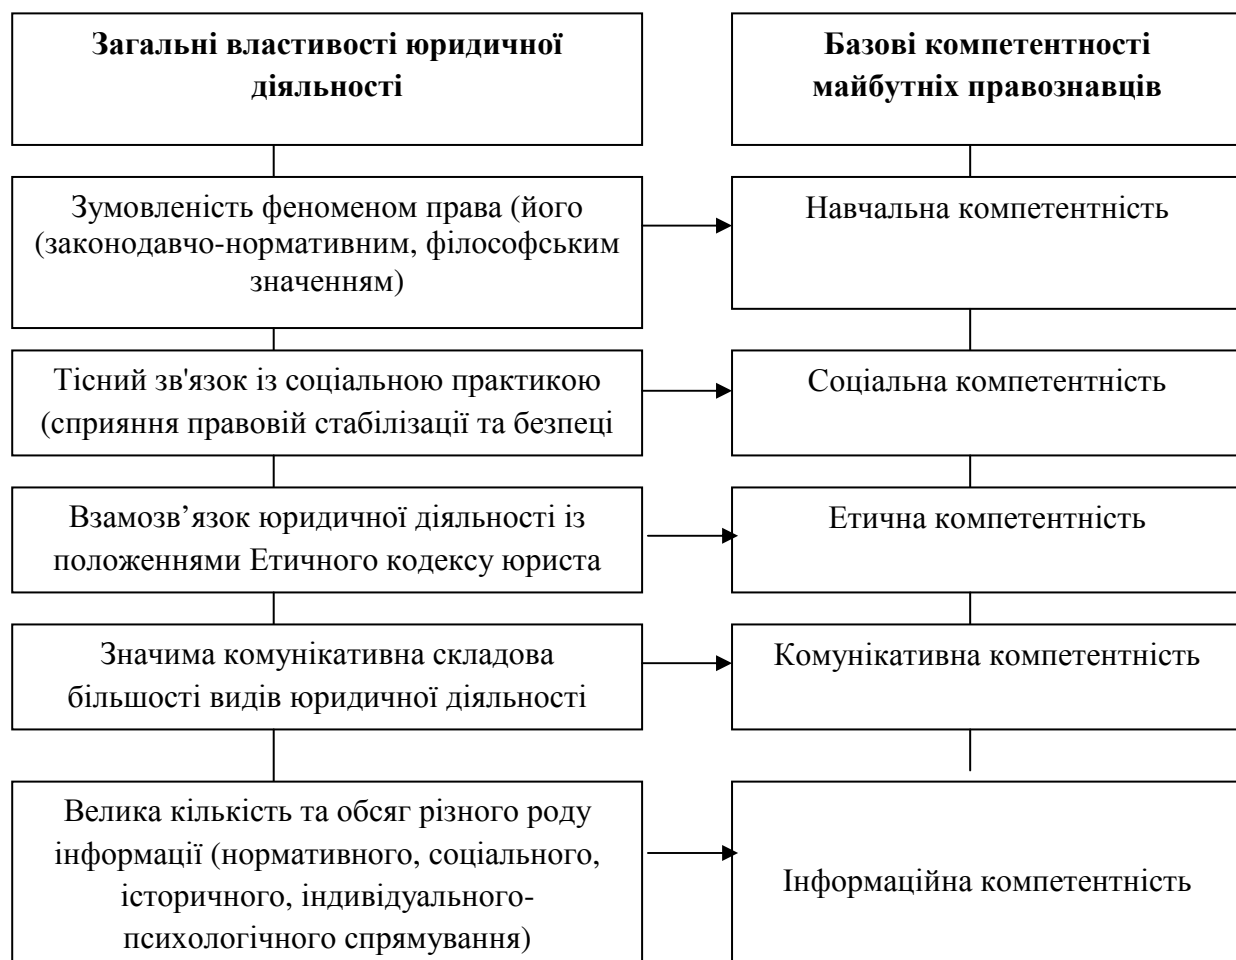 Загальні властивості юридичної
діяльності
Базові компетентності
майбутніх правознавців
Зумовленість феноменом права (його
(законодавчо-нормативним, філософським
значенням)
Навчальна компетентність
Тісний зв'язок із соціальною практикою
(сприяння правовій стабілізації та безпеці
Соціальна компетентність
Взамозв’язок юридичної діяльності із
положеннями Етичного кодексу юриста
Етична компетентність
Значима комунікативна складова
більшості видів юридичної діяльності
Комунікативна компетентність
Велика кількість та обсяг різного роду
інформації (нормативного, соціального,
історичного, індивідуального-
психологічного спрямування)
Інформаційна компетентність